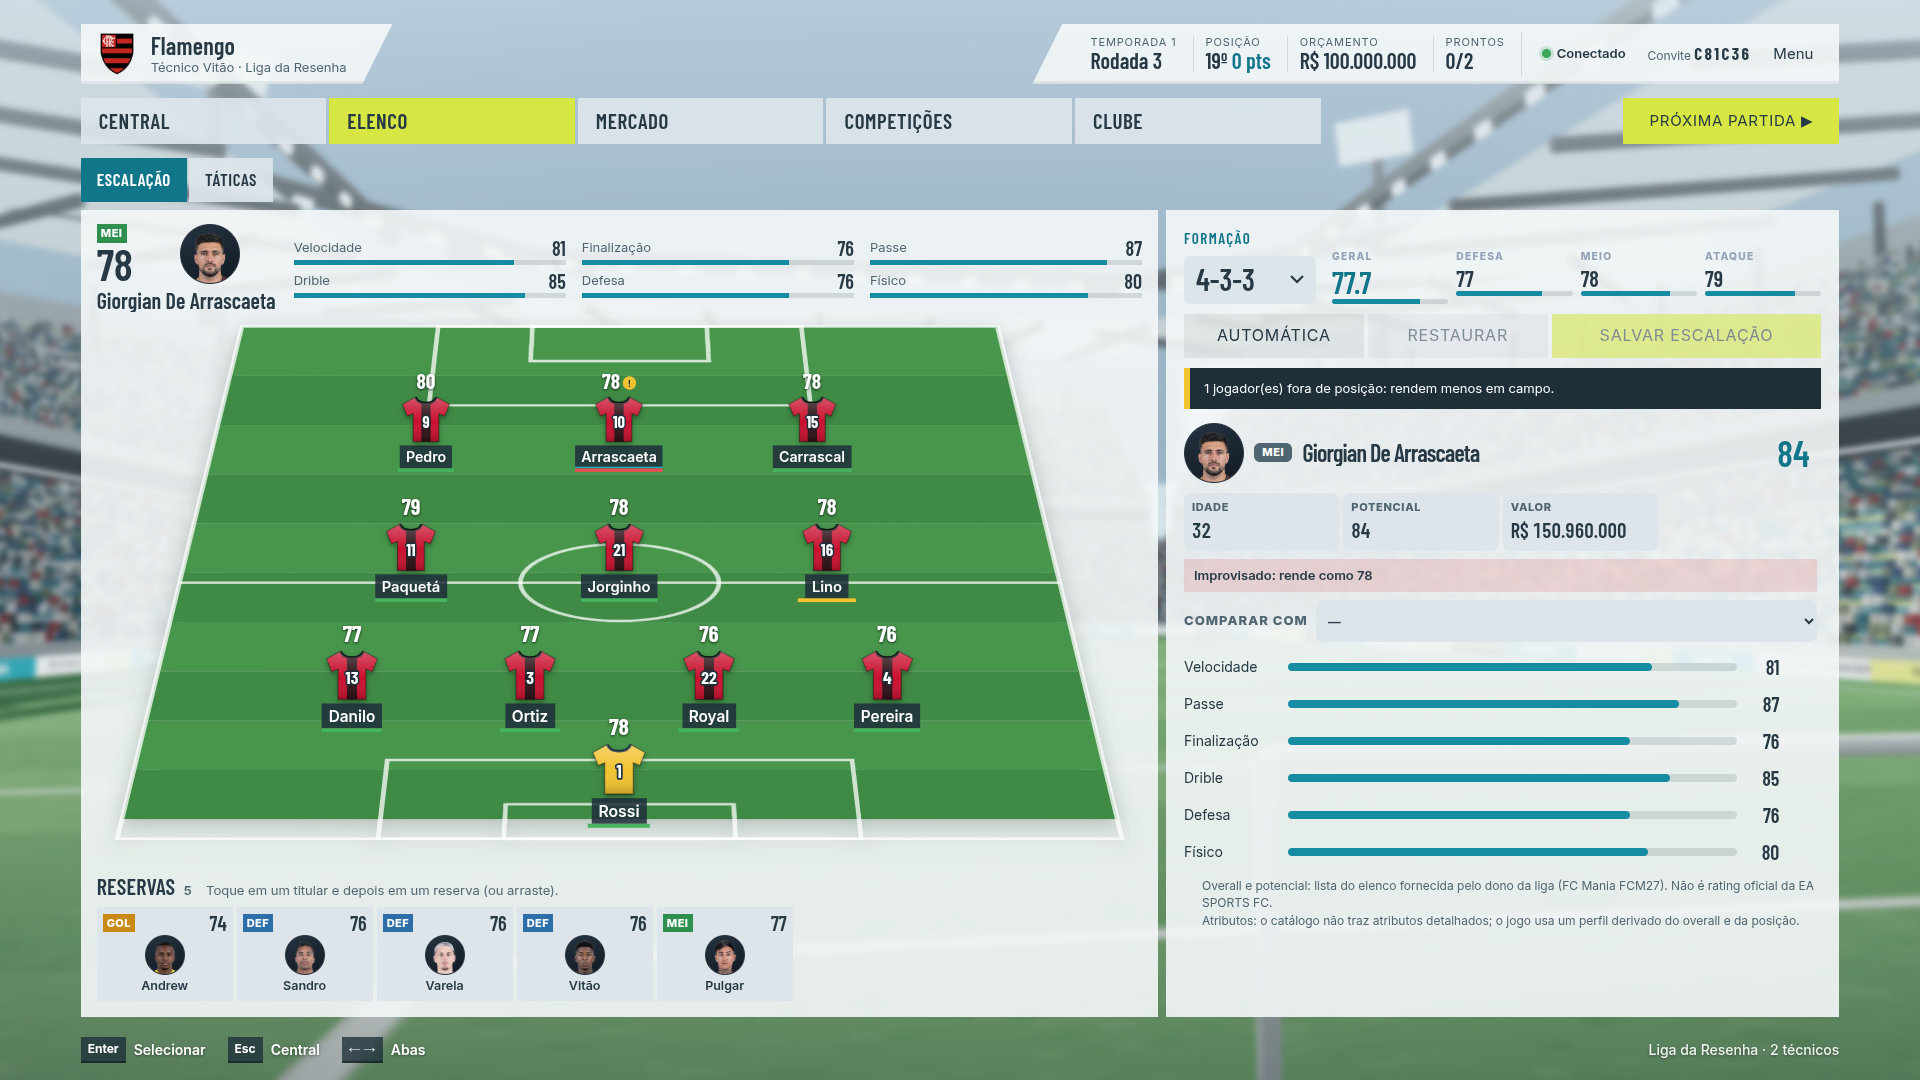 Flamengo
Técnico Vitão · Liga da Resenha
TEMPORADA 1
Rodada 3
POSIÇÃO
19º 0 pts
ORÇAMENTO
R$ 100.000.000
PRONTOS
0/2
Conectado
Convite C81C36
Menu
CENTRAL
ELENCO
MERCADO
COMPETIÇÕES
CLUBE
PRÓXIMA PARTIDA ▶
ESCALAÇÃO
TÁTICAS
MEI
78
Giorgian De Arrascaeta
Velocidade 81
Finalização 76
Passe 87
Drible 85
Defesa 76
Físico 80
80
9
Pedro
78 !
10
Arrascaeta
78
15
Carrascal
79
11
Paquetá
78
21
Jorginho
78
16
Lino
77
13
Danilo
77
3
Ortiz
76
22
Royal
76
4
Pereira
78
1
Rossi
RESERVAS 5 Toque em um titular e depois em um reserva (ou arraste).
GOL 74
Andrew
DEF 76
Sandro
DEF 76
Varela
DEF 76
Vitão
MEI 77
Pulgar
FORMAÇÃO
4-3-3
GERAL
77.7
DEFESA
77
MEIO
78
ATAQUE
79
AUTOMÁTICA
RESTAURAR
SALVAR ESCALAÇÃO
1 jogador(es) fora de posição: rendem menos em campo.
MEI Giorgian De Arrascaeta 84
IDADE
32
POTENCIAL
84
VALOR
R$ 150.960.000
Improvisado: rende como 78
COMPARAR COM —
Velocidade 81
Passe 87
Finalização 76
Drible 85
Defesa 76
Físico 80
Overall e potencial: lista do elenco fornecida pelo dono da liga (FC Mania FCM27). Não é rating oficial da EA
SPORTS FC.
Atributos: o catálogo não traz atributos detalhados; o jogo usa um perfil derivado do overall e da posição.
Enter Selecionar
Esc Central
←→ Abas
Liga da Resenha · 2 técnicos